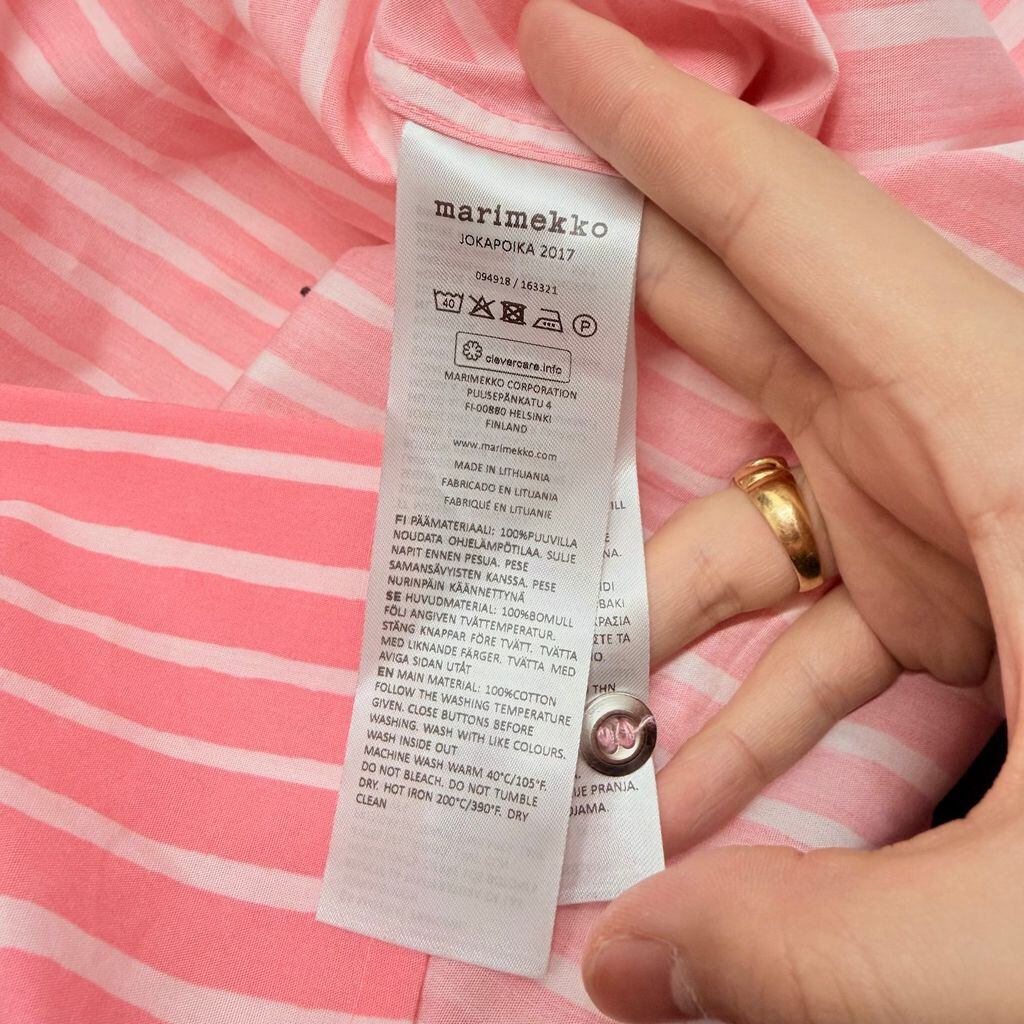 marimekko
JOKAPOIKA 2017
094918 / 163321
40
P
clevercare.info
MARIMEKKO CORPORATION
PUUSEPÄNKATU 4
FI-00880 HELSINKI
FINLAND
www.marimekko.com
MADE IN LITHUANIA
FABRICADO EN LITUANIA
FABRIQUÉ EN LITUANIE
FI PÄÄMATERIAALI: 100%PUUVILLA
NOUDATA OHJELÄMPÖTILAA. SULJE
NAPIT ENNEN PESUA. PESE
SAMANSÄVYISTEN KANSSA. PESE
NURINPÄIN KÄÄNNETTYNÄ
SE HUVUDMATERIAL: 100%BOMULL
FÖLJ ANGIVEN TVÄTTEMPERATUR.
STÄNG KNAPPAR FÖRE TVÄTT. TVÄTTA
MED LIKNANDE FÄRGER. TVÄTTA MED
AVIGA SIDAN UTÅT
EN MAIN MATERIAL: 100%COTTON
FOLLOW THE WASHING TEMPERATURE
GIVEN. CLOSE BUTTONS BEFORE
WASHING. WASH WITH LIKE COLOURS.
WASH INSIDE OUT
MACHINE WASH WARM 40°C/105°F.
DO NOT BLEACH. DO NOT TUMBLE
DRY. HOT IRON 200°C/390°F. DRY
CLEAN
ΤΕ ΤΑ
ΤΗΝ
PRANJA.